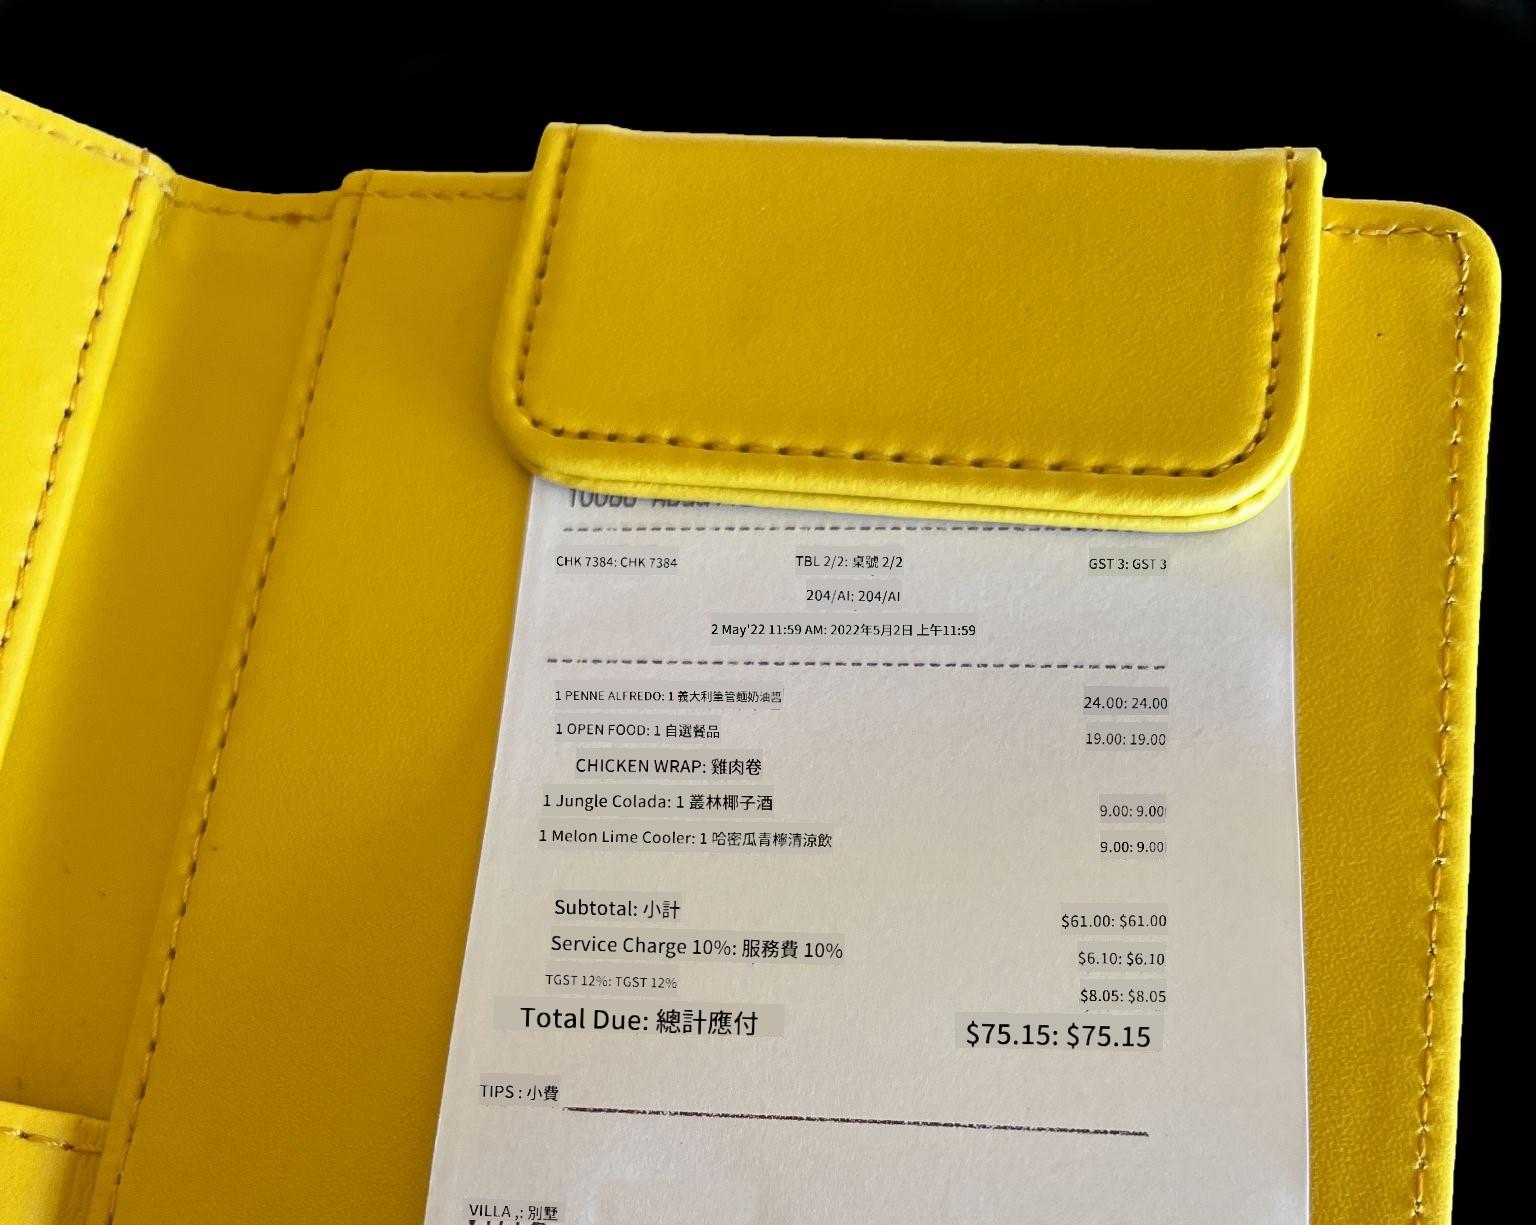 CHK 7384: CHK 7384 TBL 2/2: 桌號 2/2 GST 3: GST 3
204/AI: 204/AI
2 May'22 11:59 AM: 2022年5月2日 上午11:59
1 PENNE ALFREDO: 1 義大利筆管麵奶油醬 24.00: 24.00
1 OPEN FOOD: 1 自選餐品 19.00: 19.00
CHICKEN WRAP: 雞肉卷
1 Jungle Colada: 1 叢林椰子酒 9.00: 9.00
1 Melon Lime Cooler: 1 哈密瓜青檸清涼飲 9.00: 9.00
Subtotal: 小計 $61.00: $61.00
Service Charge 10%: 服務費 10% $6.10: $6.10
TGST 12%: TGST 12% $8.05: $8.05
Total Due: 總計應付 $75.15: $75.15
TIPS : 小費
VILLA ,: 別墅